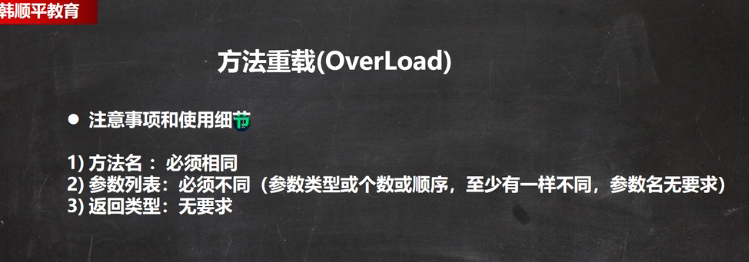 韩顺平教育
方法重载(OverLoad)
● 注意事项和使用细节
1) 方法名：必须相同
2) 参数列表：必须不同（参数类型或个数或顺序，至少有一样不同，参数名无要求）
3) 返回类型：无要求